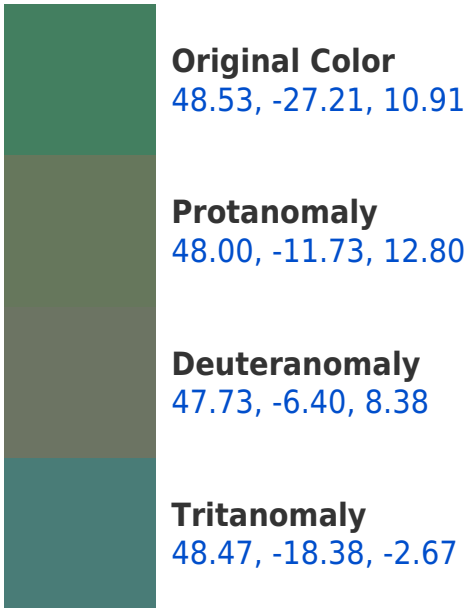 Original Color
48.53, -27.21, 10.91
Protanomaly
48.00, -11.73, 12.80
Deuteranomaly
47.73, -6.40, 8.38
Tritanomaly
48.47, -18.38, -2.67